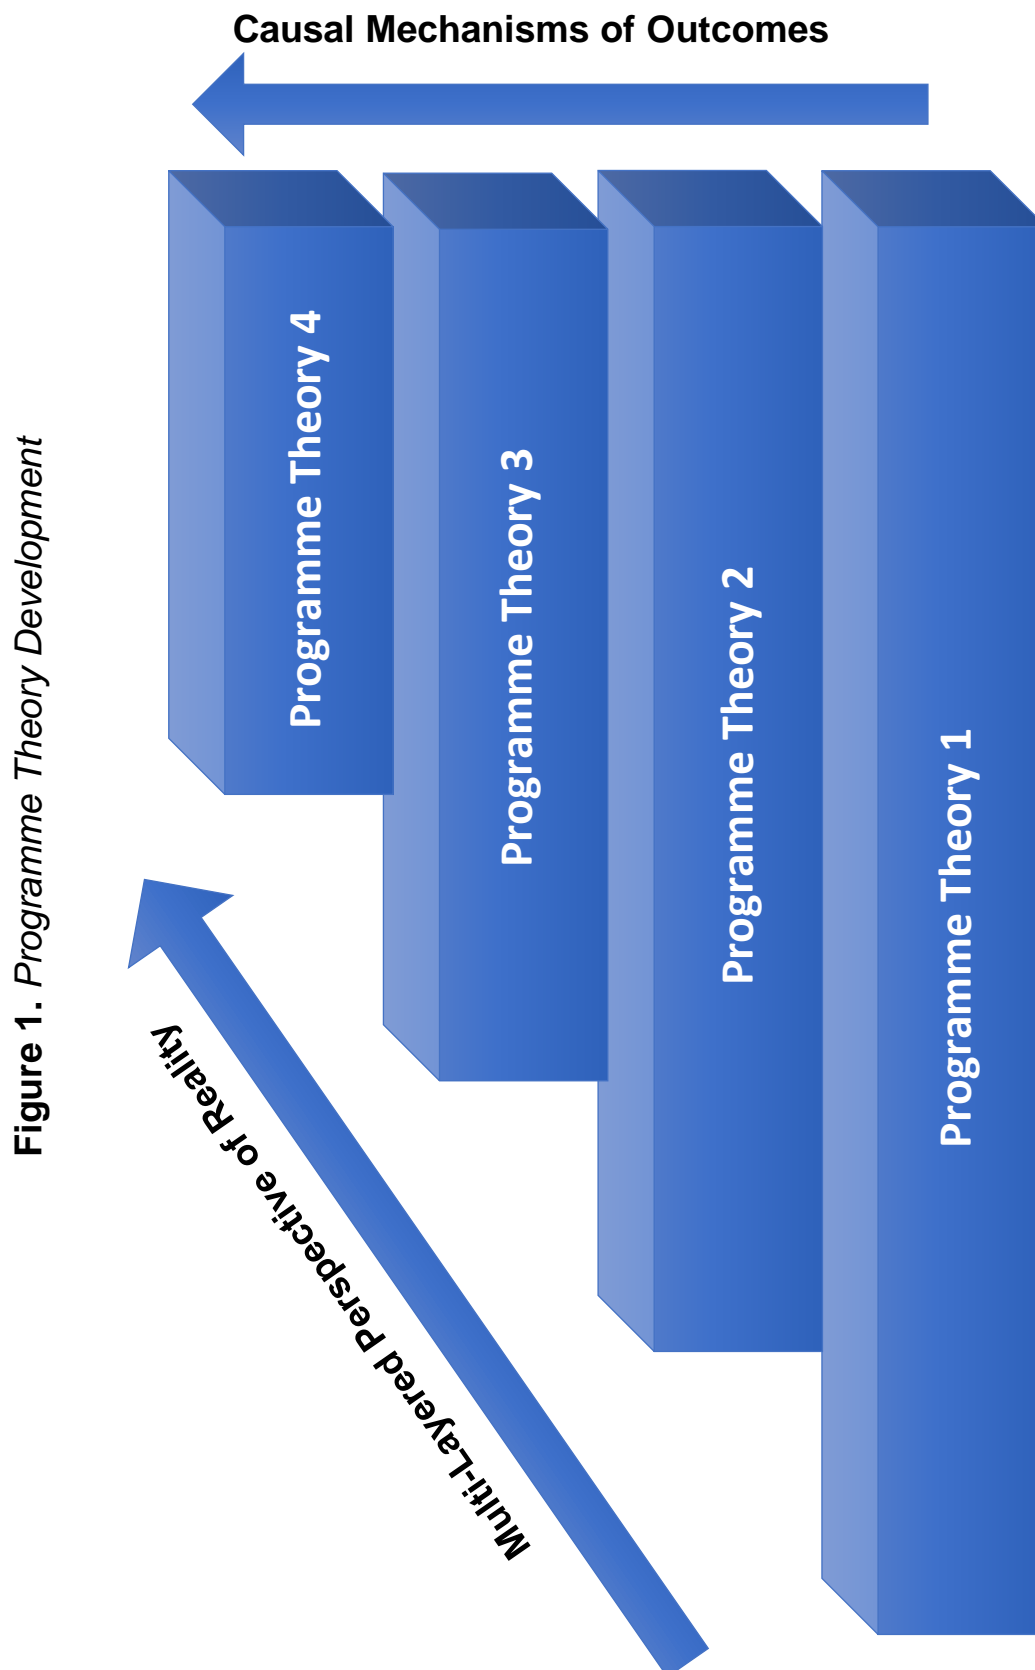 Causal Mechanisms of Outcomes
Figure 1. Programme Theory Development
Programme Theory 4
Programme Theory 3
Programme Theory 2
Programme Theory 1
Multi-Layered Perspective of Reality